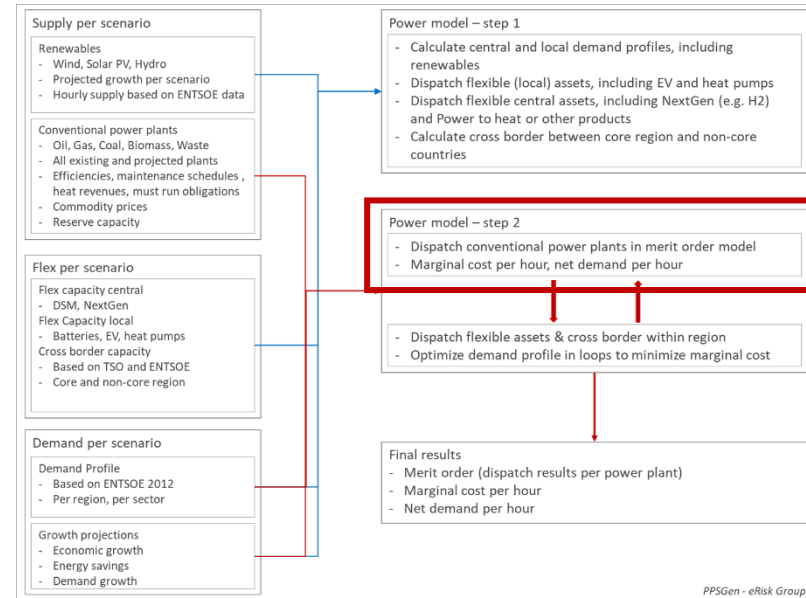 Supply per scenario
Renewables
- Wind, Solar PV, Hydro
- Projected growth per scenario
- Hourly supply based on ENTSOE data
Conventional power plants
- Oil, Gas, Coal, Biomass, Waste
- All existing and projected plants
- Efficiencies, maintenance schedules ,
heat revenues, must run obligations
- Commodity prices
- Reserve capacity
Flex per scenario
Flex capacity central
- DSM, NextGen
Flex Capacity local
- Batteries, EV, heat pumps
Cross border capacity
- Based on TSO and ENTSOE
- Core and non-core region
Demand per scenario
Demand Profile
- Based on ENTSOE 2012
- Per region, per sector
Growth projections
- Economic growth
- Energy savings
- Demand growth
Power model – step 1
- Calculate central and local demand profiles, including
renewables
- Dispatch flexible (local) assets, including EV and heat pumps
- Dispatch flexible central assets, including NextGen (e.g. H2)
and Power to heat or other products
- Calculate cross border between core region and non-core
countries
Power model – step 2
- Dispatch conventional power plants in merit order model
- Marginal cost per hour, net demand per hour
- Dispatch flexible assets & cross border within region
- Optimize demand profile in loops to minimize marginal cost
Final results
- Merit order (dispatch results per power plant)
- Marginal cost per hour
- Net demand per hour
PPSGen - eRisk Group